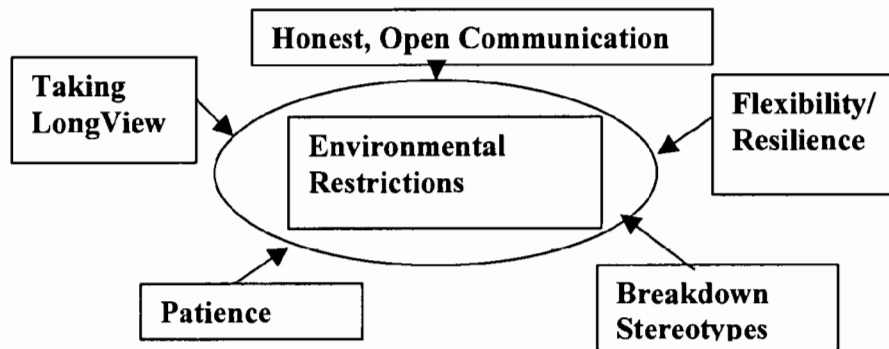 Honest, Open Communication
Taking
LongView
Flexibility/
Resilience
Environmental
Restrictions
Patience
Breakdown
Stereotypes